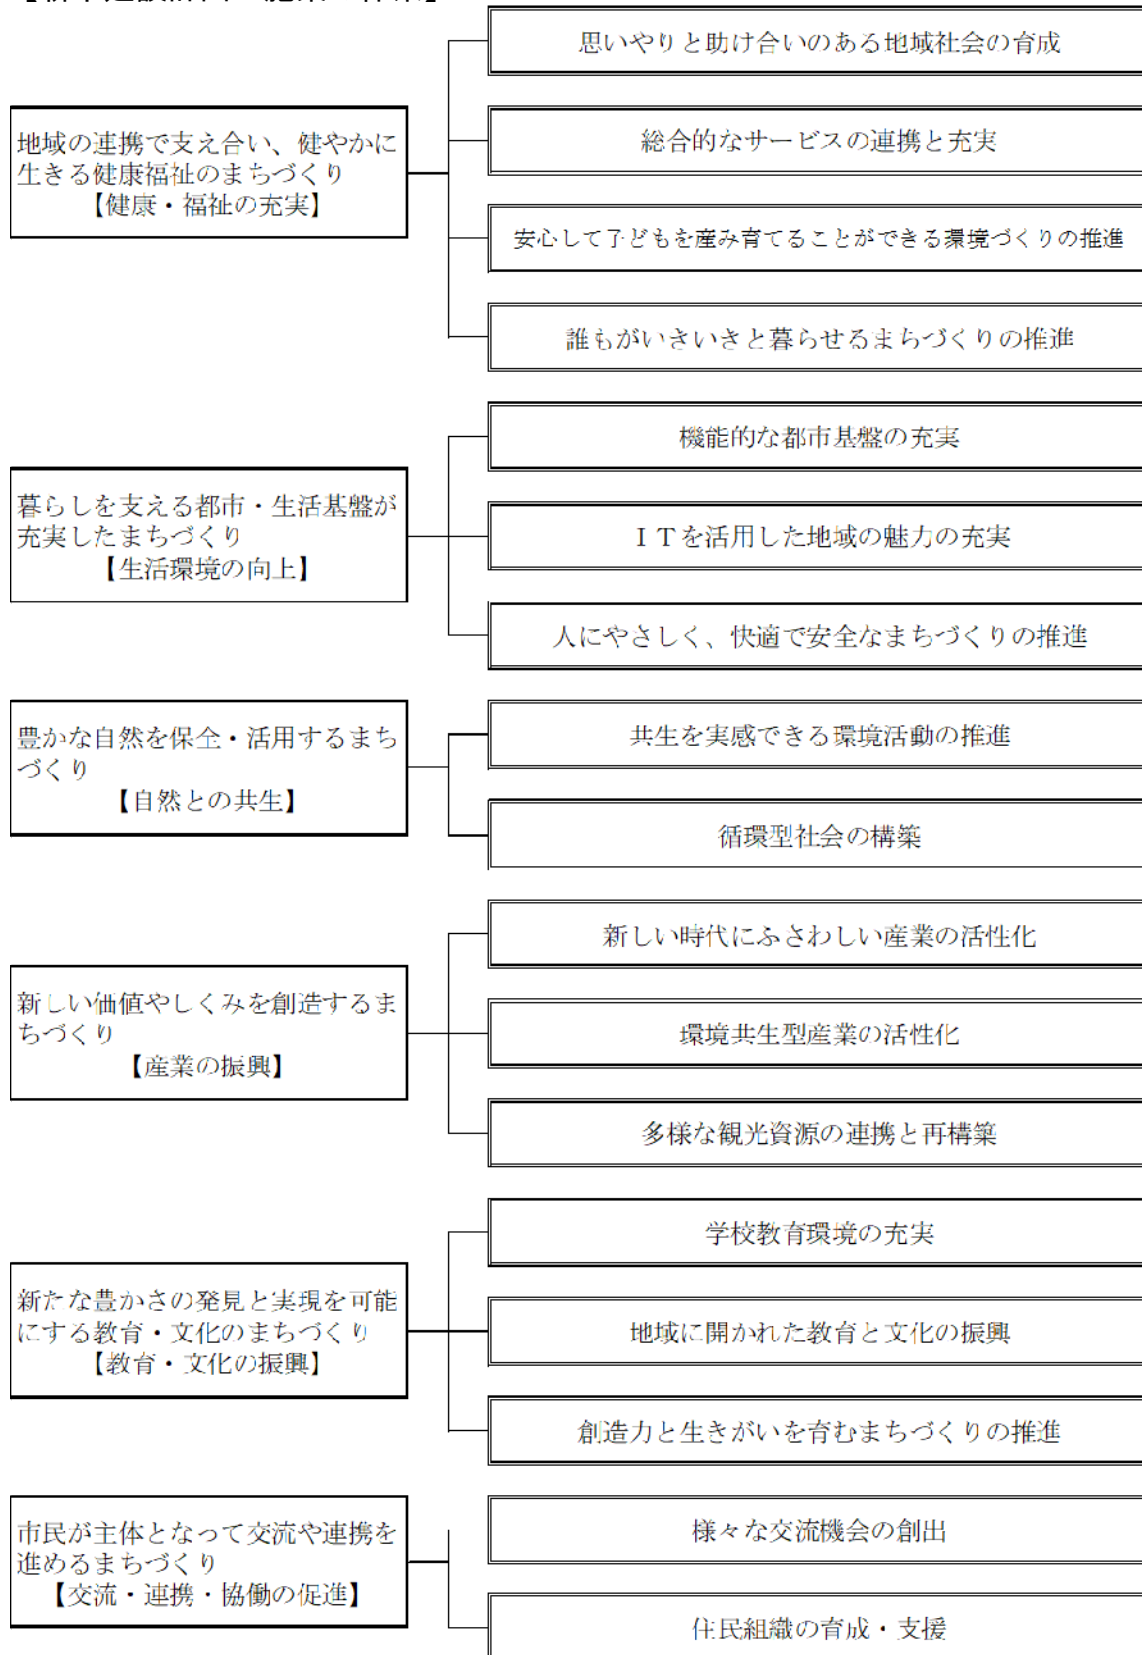 地域の連携で支え合い、健やかに
生きる健康福祉のまちづくり
【健康・福祉の充実】
思いやりと助け合いのある地域社会の育成
総合的なサービスの連携と充実
安心して子どもを産み育てることができる環境づくりの推進
誰もがいきいきと暮らせるまちづくりの推進
暮らしを支える都市・生活基盤が
充実したまちづくり
【生活環境の向上】
機能的な都市基盤の充実
ＩＴを活用した地域の魅力の充実
人にやさしく、快適で安全なまちづくりの推進
豊かな自然を保全・活用するまち
づくり
【自然との共生】
共生を実感できる環境活動の推進
循環型社会の構築
新しい価値やしくみを創造するま
ちづくり
【産業の振興】
新しい時代にふさわしい産業の活性化
環境共生型産業の活性化
多様な観光資源の連携と再構築
新たな豊かさの発見と実現を可能
にする教育・文化のまちづくり
【教育・文化の振興】
学校教育環境の充実
地域に開かれた教育と文化の振興
創造力と生きがいを育むまちづくりの推進
市民が主体となって交流や連携を
進めるまちづくり
【交流・連携・協働の促進】
様々な交流機会の創出
住民組織の育成・支援